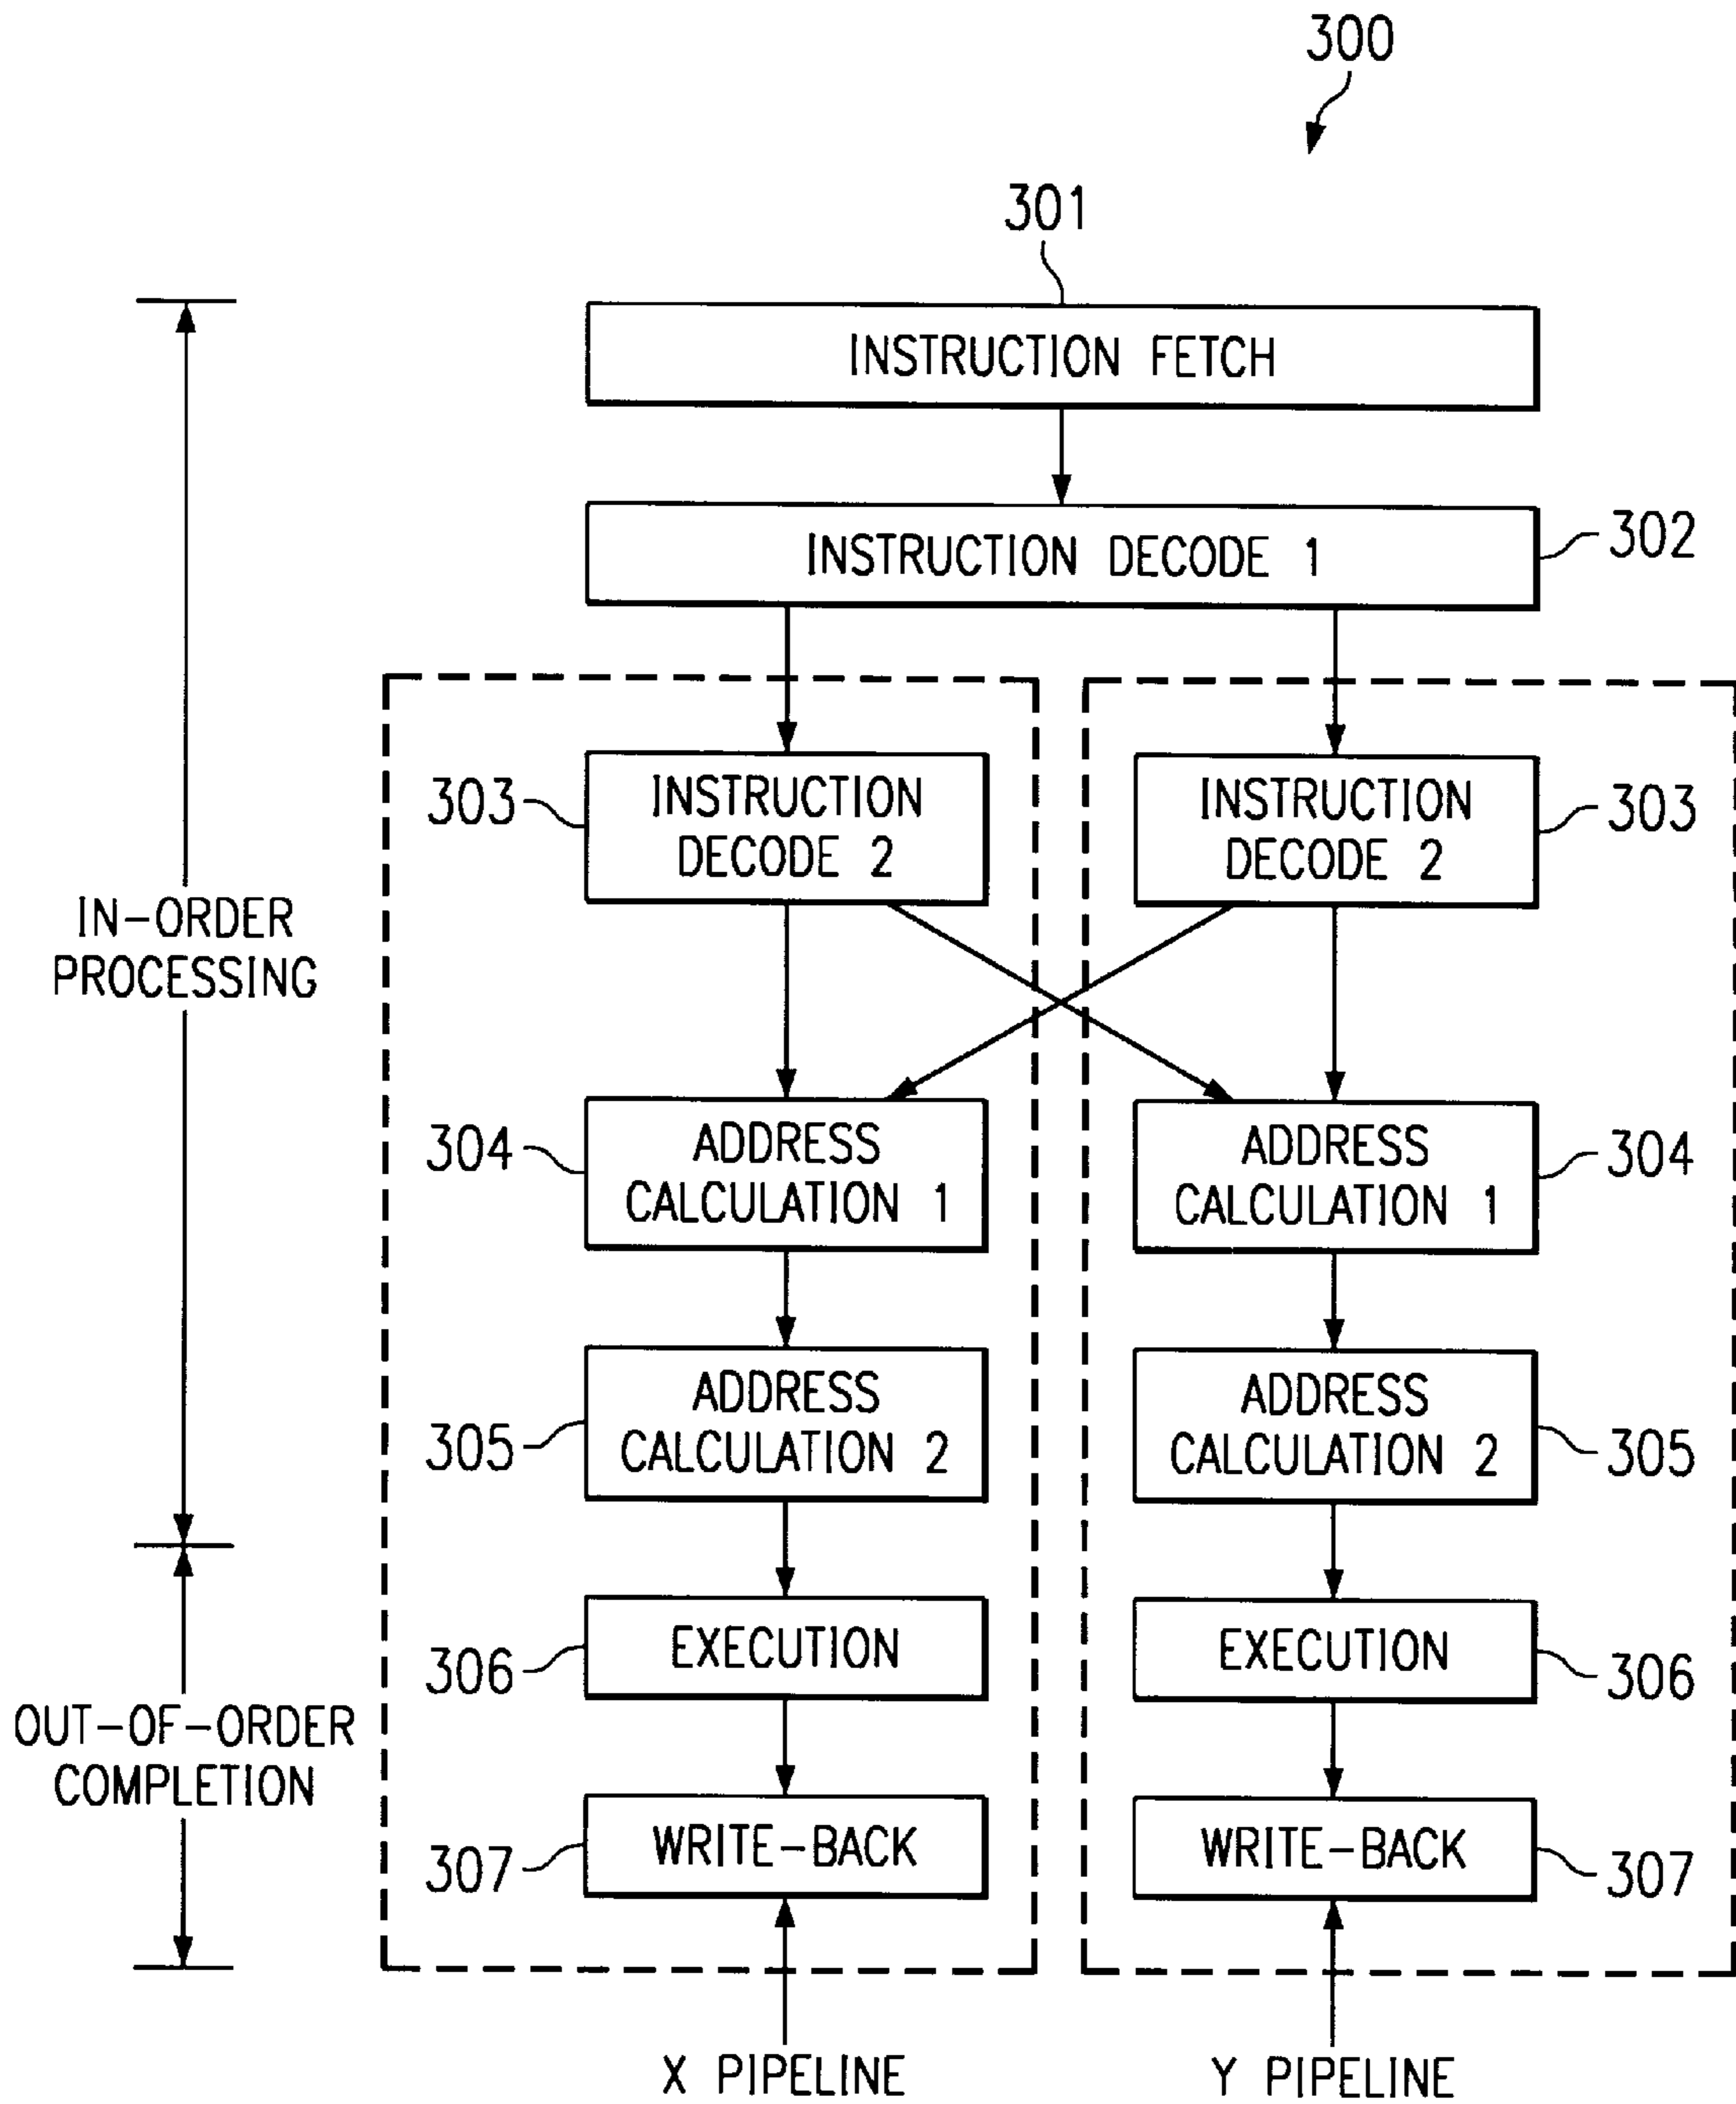 300
301
INSTRUCTION FETCH
INSTRUCTION DECODE 1
302
303
INSTRUCTION
DECODE 2
INSTRUCTION
DECODE 2
303
IN-ORDER
PROCESSING
304
ADDRESS
CALCULATION 1
ADDRESS
CALCULATION 1
304
305
ADDRESS
CALCULATION 2
ADDRESS
CALCULATION 2
305
306
EXECUTION
EXECUTION
306
OUT-OF-ORDER
COMPLETION
307
WRITE-BACK
WRITE-BACK
307
X PIPELINE
Y PIPELINE